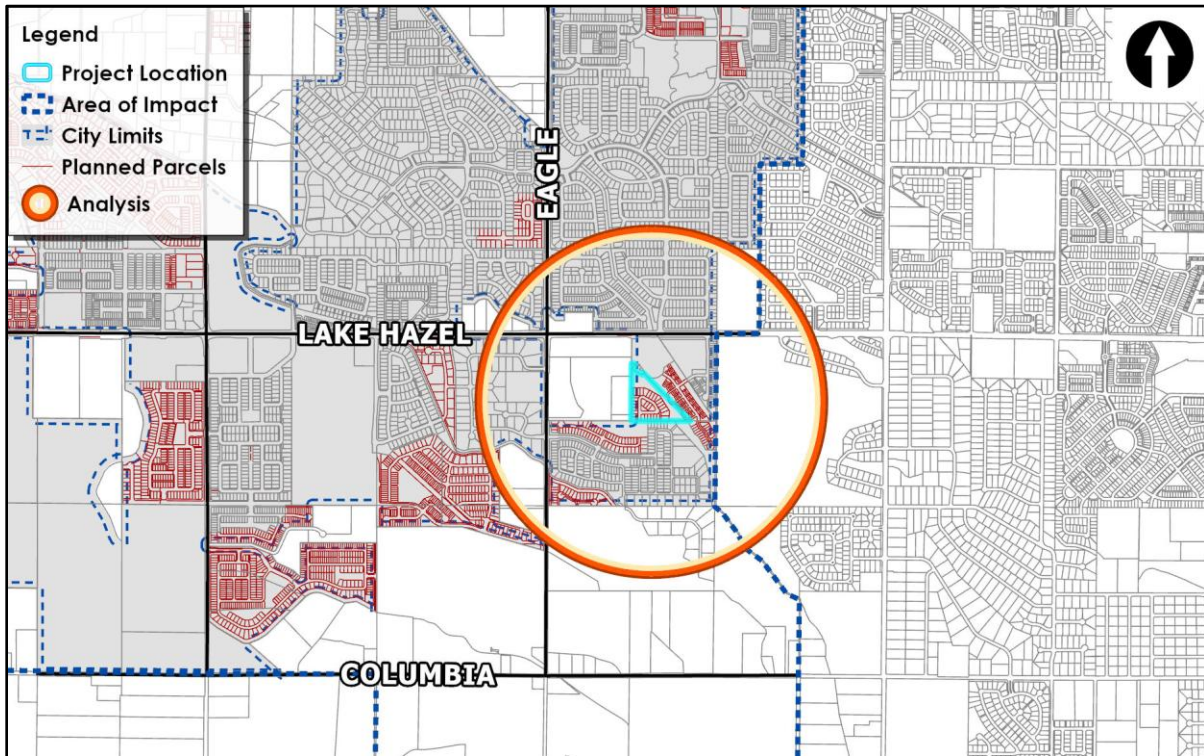 Legend
Project Location
Area of Impact
City Limits
Planned Parcels
Analysis
EAGLE
LAKE HAZEL
COLUMBIA